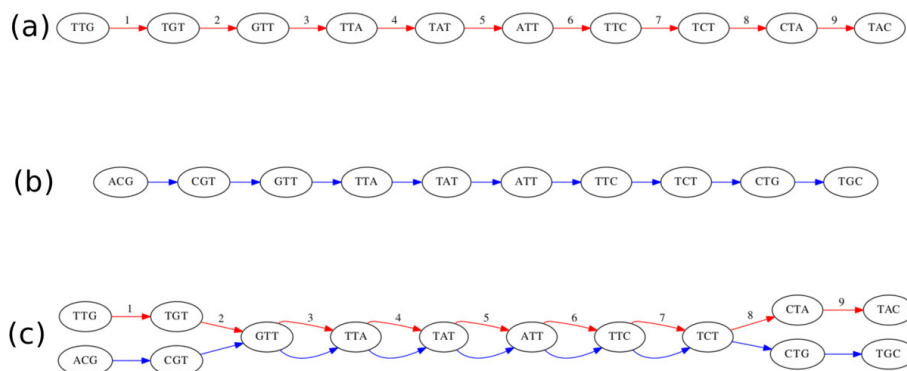 1 2 3 4 5 6 7 8 9
(a) TTG TGT GTT TTA TAT ATT TTC TCT CTA TAC
(b) ACG CGT GTT TTA TAT ATT TTC TCT CTG TGC
1 2 3 4 5 6 7 8 9
TTG TGT CTA TAC
(c) GTT TTA TAT ATT TTC TCT
ACG CGT CTG TGC